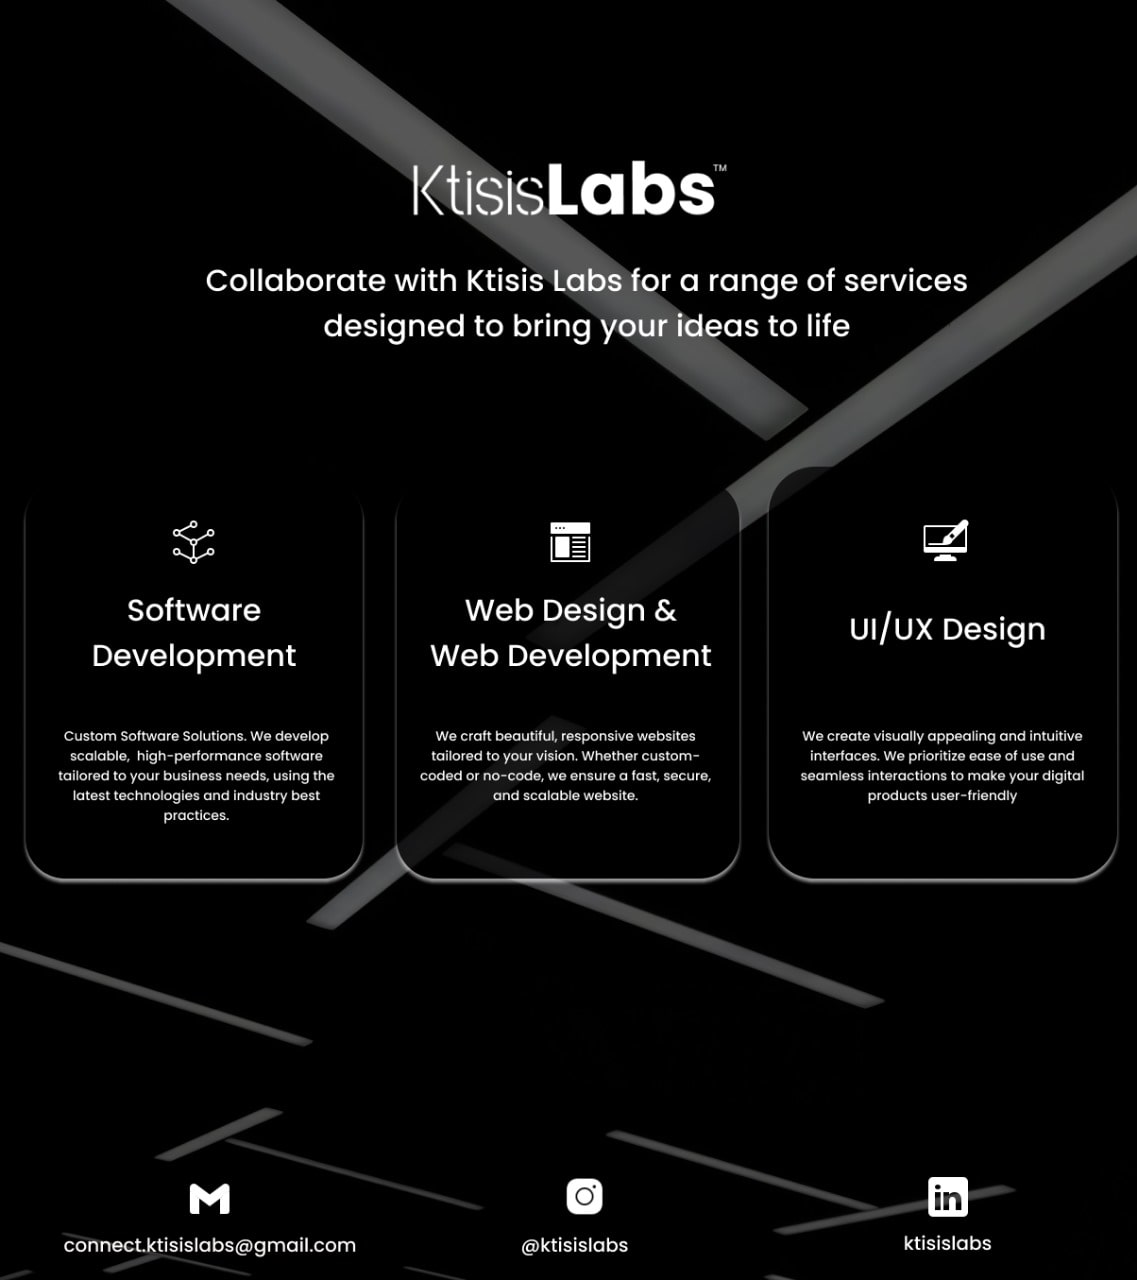 KtisisLabs™
Collaborate with Ktisis Labs for a range of services
designed to bring your ideas to life
Software
Development
Custom Software Solutions. We develop
scalable, high-performance software
tailored to your business needs, using the
latest technologies and industry best
practices.
Web Design &
Web Development
We craft beautiful, responsive websites
tailored to your vision. Whether custom-
coded or no-code, we ensure a fast, secure,
and scalable website.
UI/UX Design
We create visually appealing and intuitive
interfaces. We prioritize ease of use and
seamless interactions to make your digital
products user-friendly
connect.ktisislabs@gmail.com
@ktisislabs
in
ktisislabs